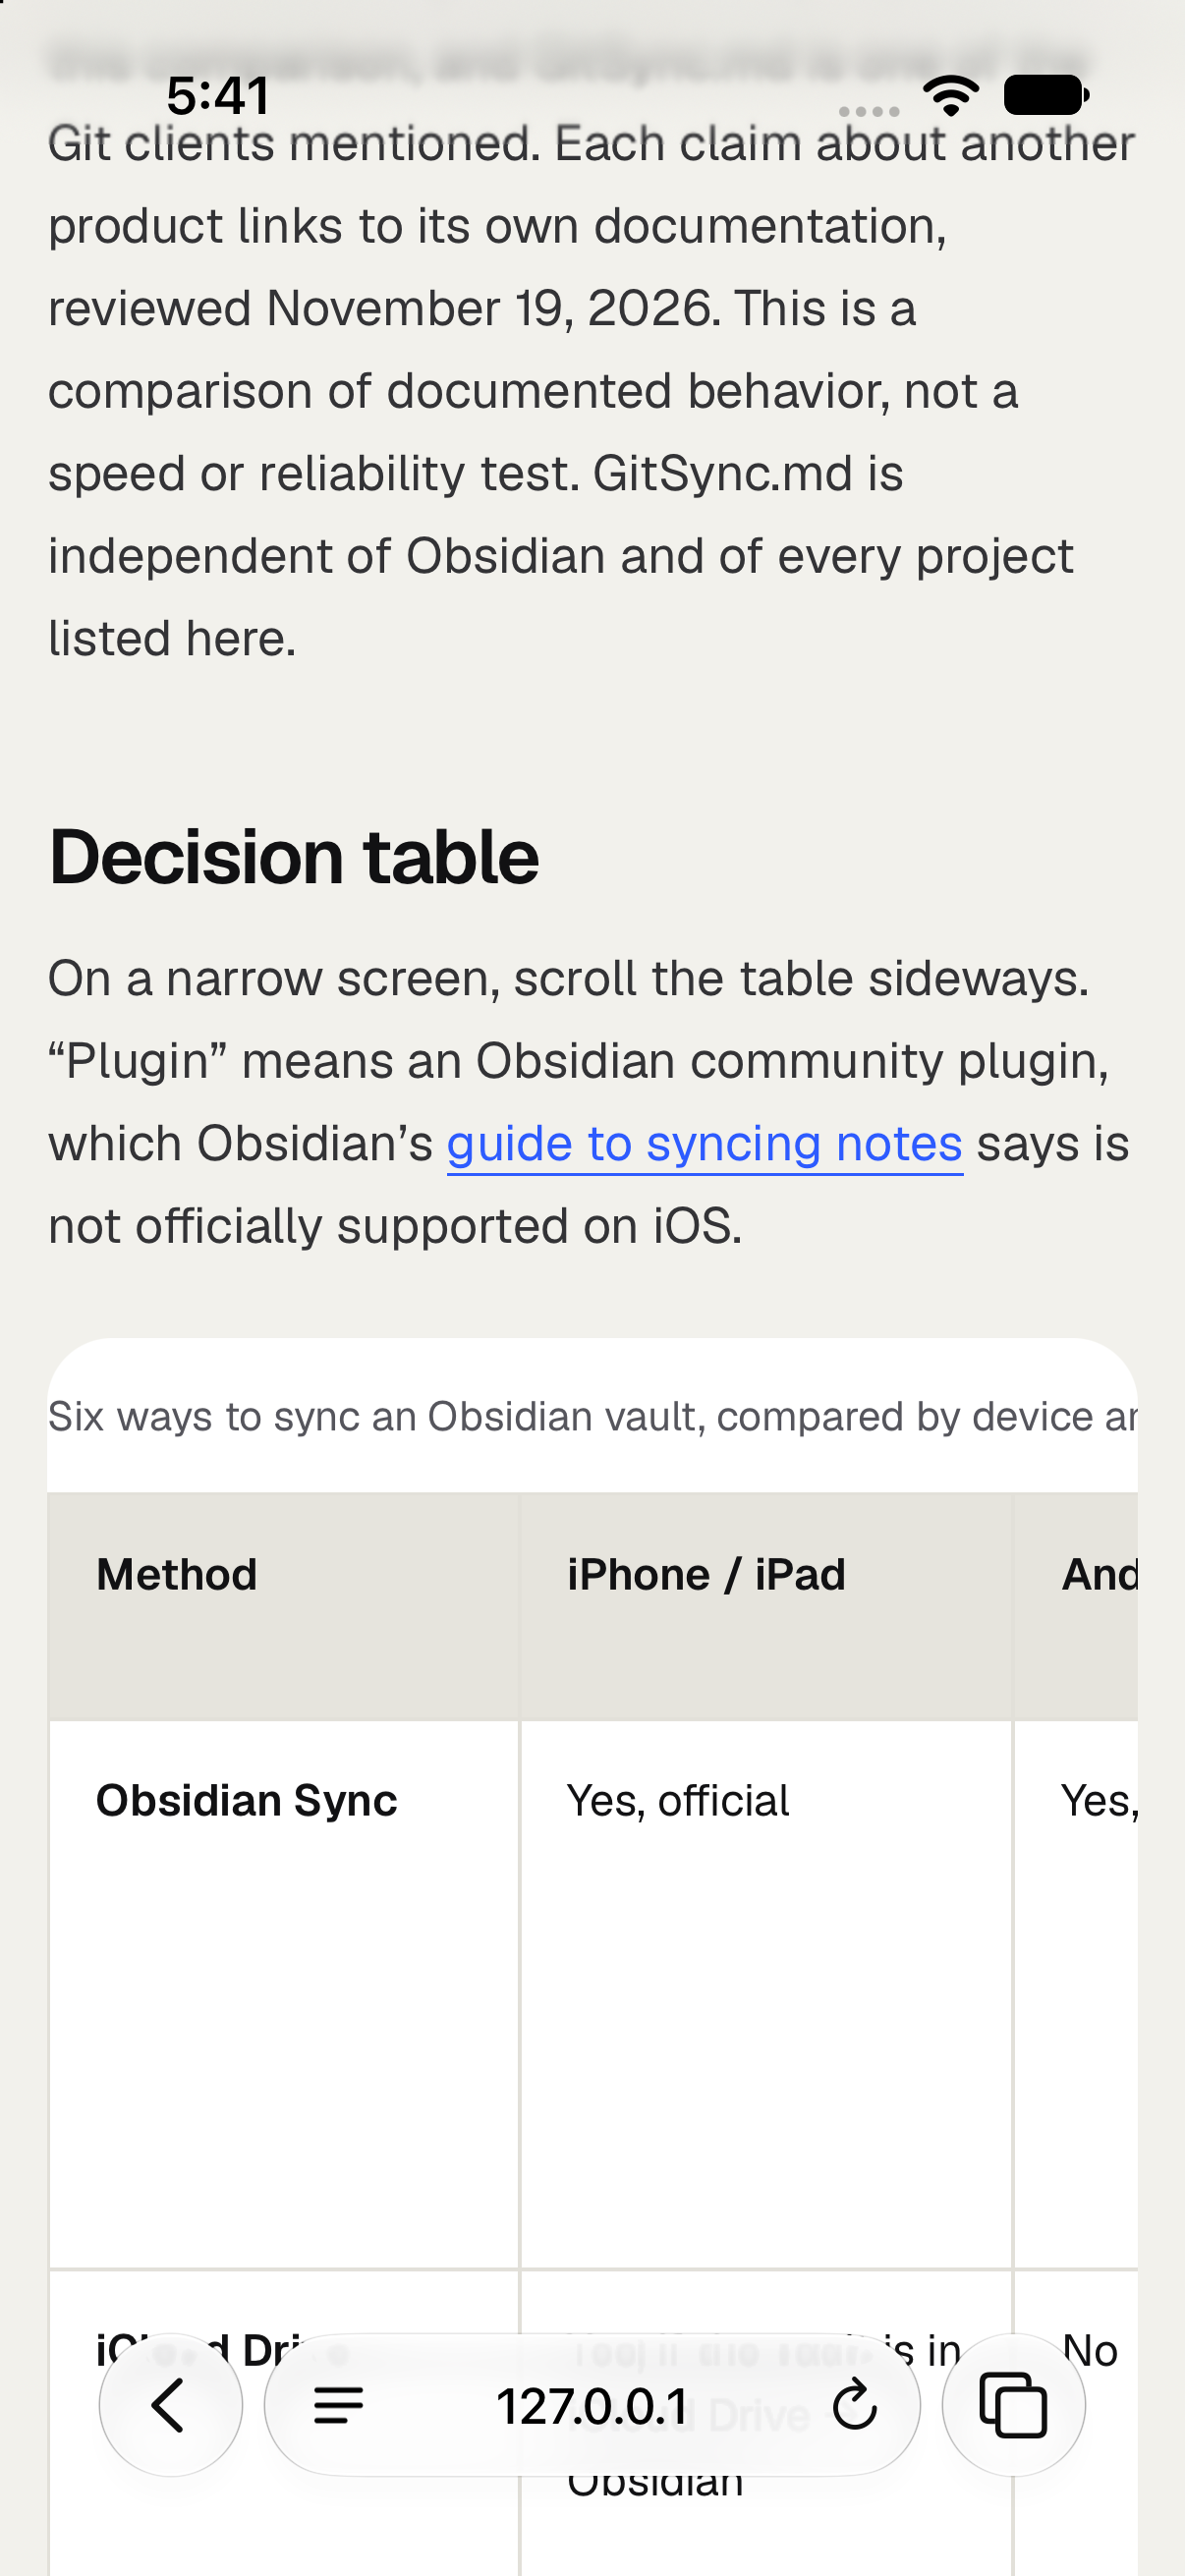 5:41
Git clients mentioned. Each claim about another
product links to its own documentation,
reviewed November 19, 2026. This is a
comparison of documented behavior, not a
speed or reliability test. GitSync.md is
independent of Obsidian and of every project
listed here.
Decision table
On a narrow screen, scroll the table sideways.
“Plugin” means an Obsidian community plugin,
which Obsidian’s guide to syncing notes says is
not officially supported on iOS.
Six ways to sync an Obsidian vault, compared by device
Method iPhone / iPad
Obsidian Sync Yes, official Yes,
is in No
iCloud Drive
Obsidian
127.0.0.1